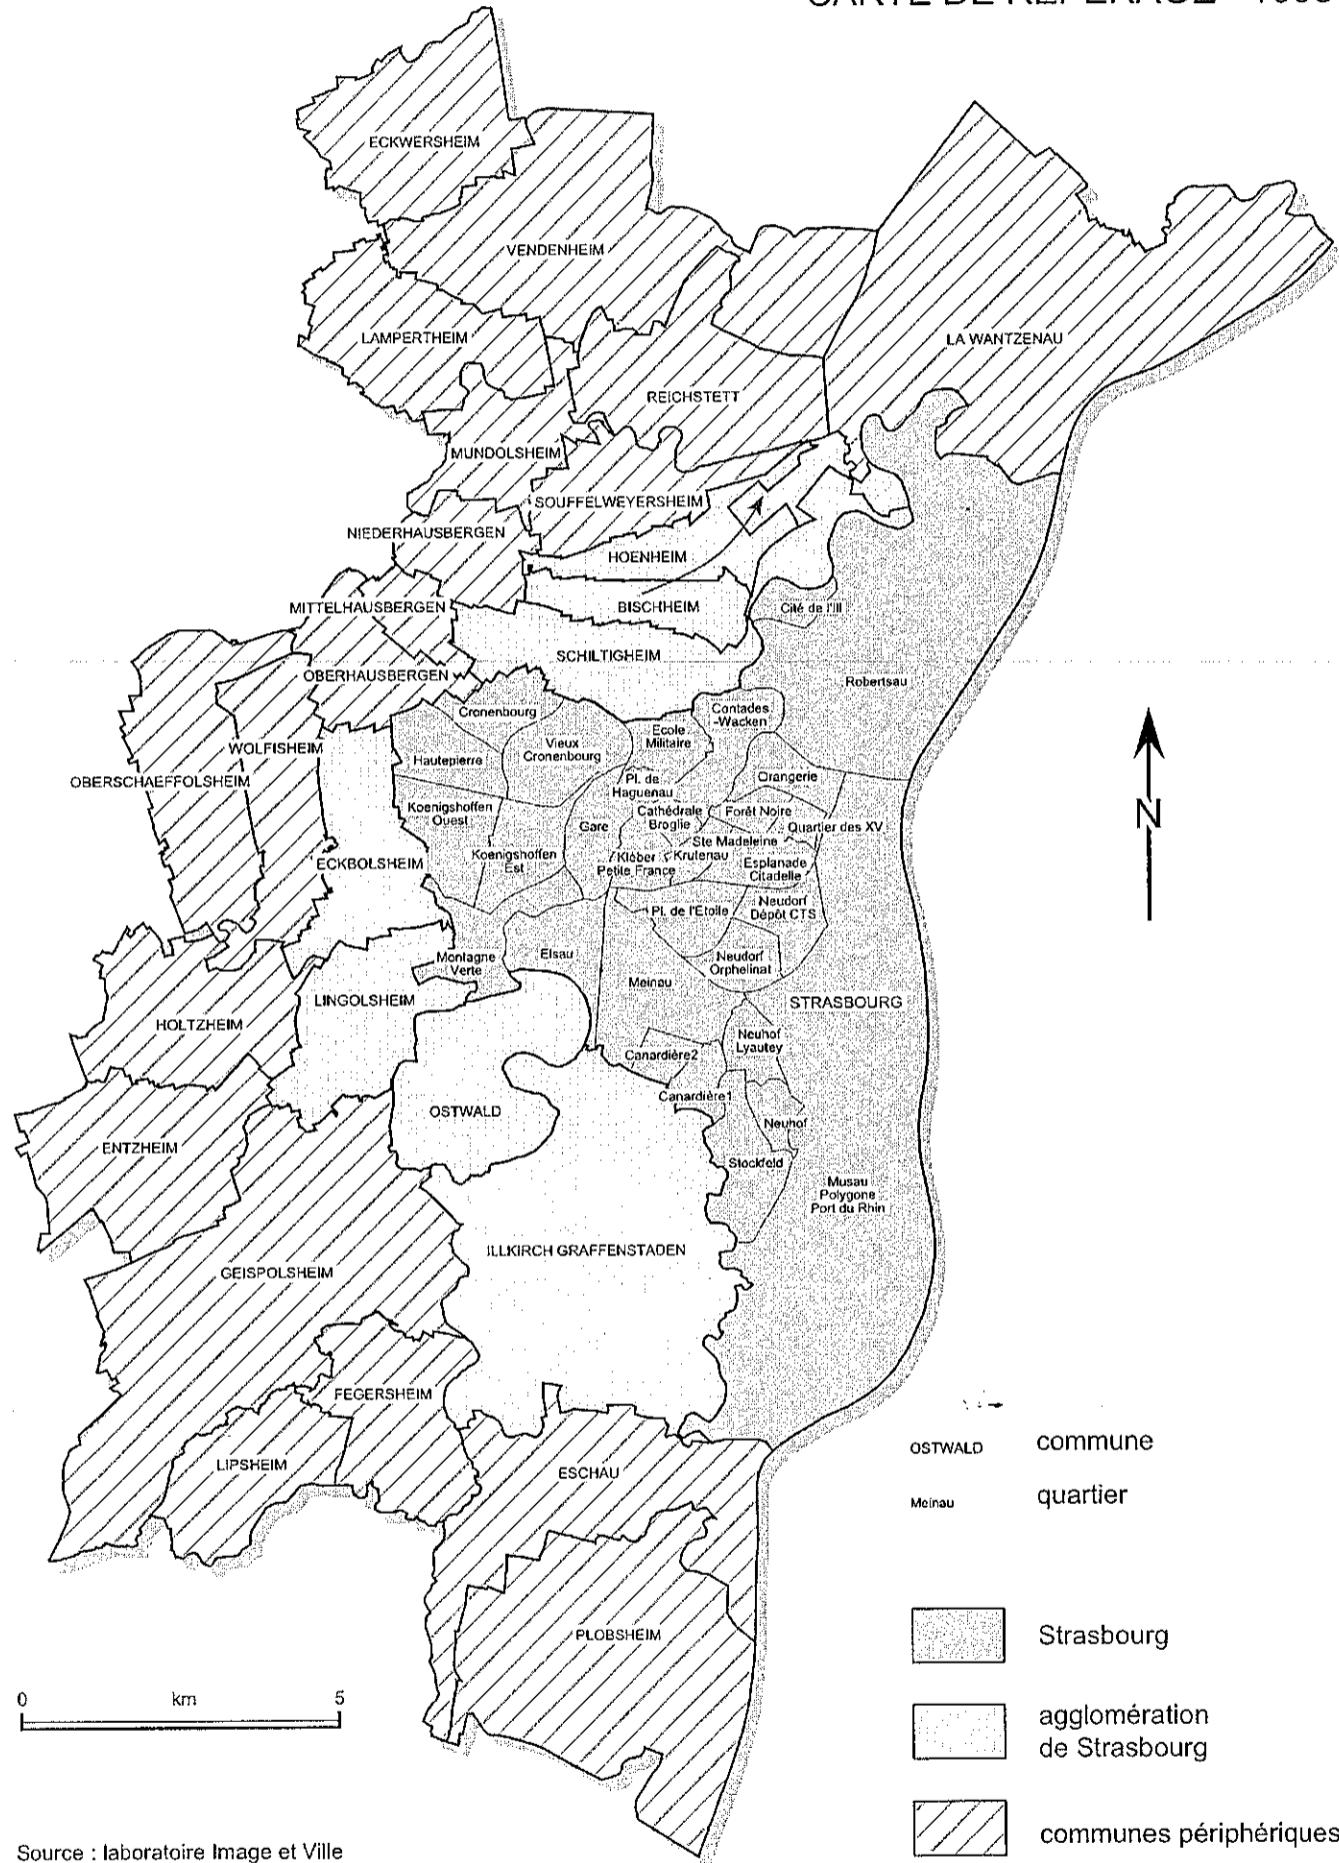 CARTE DE REPERAGE
ECKWERSHEIM
VENDENHEIM
LAMPERTHEIM
LA WANTZENAU
REICHSTETT
MUNDOLSHEIM
SOUFFELWEYERSHEIM
NIEDERHAUSBERGEN
HOENHEIM
MITTELHAUSBERGEN
BISCHHEIM
Cité de l'Ill
SCHILTIGHEIM
OBERHAUSBERGEN
Robertsau
Cronenbourg
Contades
-Wacken
Ecole
Militaire
WOLFISHEIM
Vieux
Cronenbourg
Hautepierre
OBERSCHAEFFOLSHEIM
Pl. de
Haguenau
Orangerie
Koenigshoffen
Ouest
Cathédrale
Broglie
Forêt Noire
Gare
Quartier des XV
Ste Madeleine
Krutenau
Koenigshoffen
Est
Kléber
Petite France
ECKBOLSHEIM
Esplanade
Citadelle
Pl. de l'Etoile
Neudorf
Dépôt CTS
Montagne
Verte
Elsau
Neudorf
Orphelinat
Meinau
LINGOLSHEIM
STRASBOURG
HOLTZHEIM
Neuhof
Lyautey
Canardière2
Canardière1
OSTWALD
Neuhof
ENTZHEIM
Stockfeld
Musau
Polygone
Port du Rhin
ILLKIRCH GRAFFENSTADEN
GEISPOLSHEIM
FEGERSHEIM
LIPSHEIM
ESCHAU
PLOBSHEIM
N
OSTWALD commune
Meinau quartier
Strasbourg
agglomération
de Strasbourg
communes périphériques
0 km 5
Source : laboratoire Image et Ville